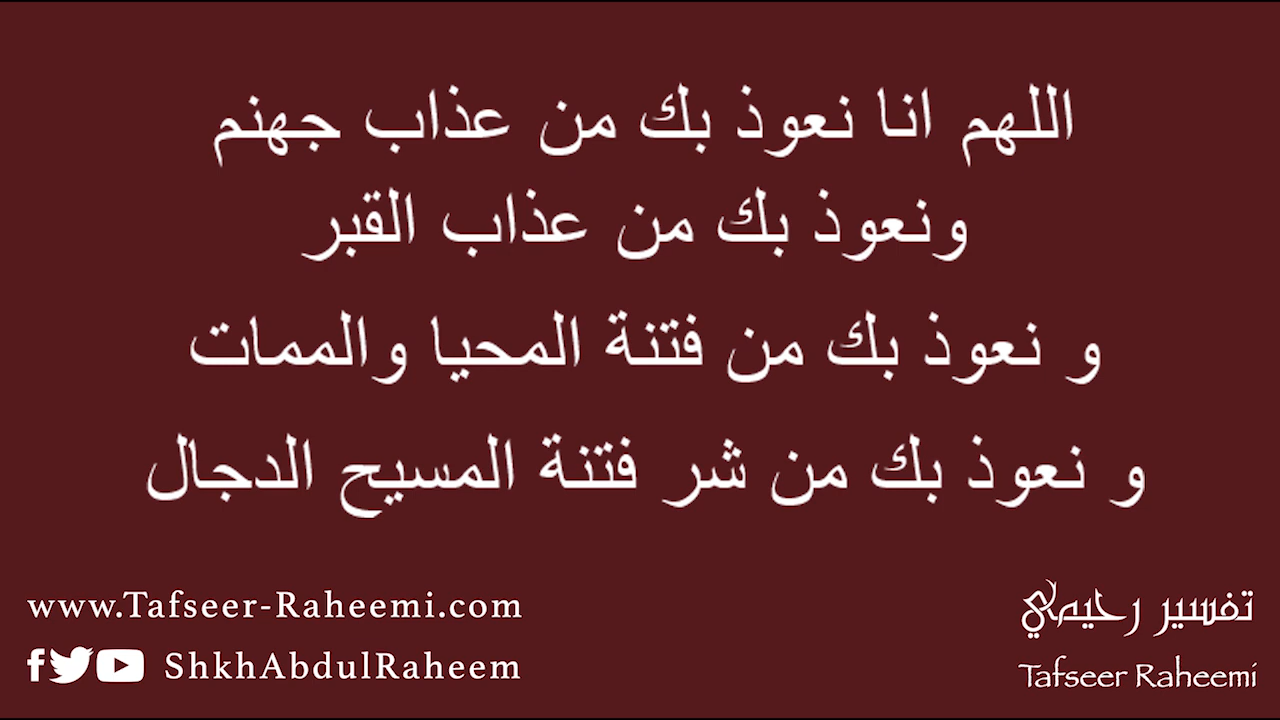 اللهم انا نعوذ بك من عذاب جهنم
ونعوذ بك من عذاب القبر
و نعوذ بك من فتنة المحيا والممات
و نعوذ بك من شر فتنة المسيح الدجال
www.Tafseer-Raheemi.com
ShkhAbdulRaheem
تفسير رحيمي
Tafseer Raheemi